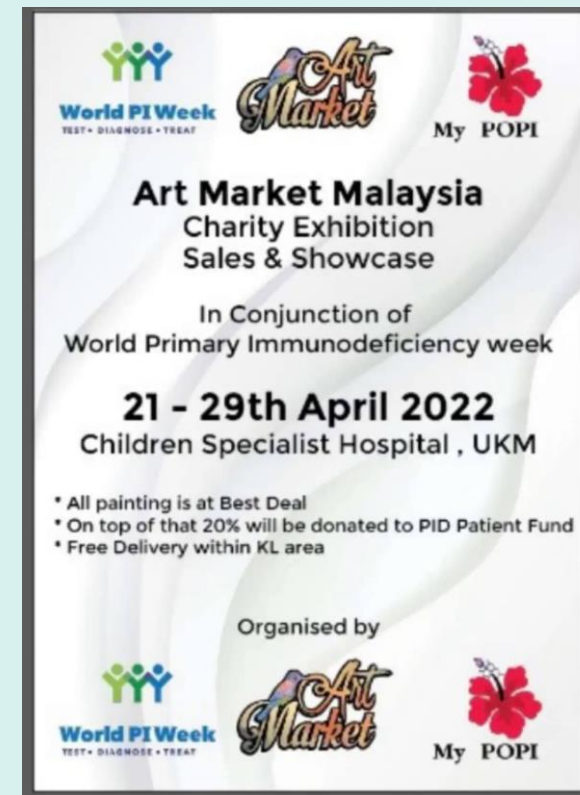 World PI Week
TEST • DIAGNOSE • TREAT
Art
Market
My POPI
Art Market Malaysia
Charity Exhibition
Sales & Showcase
In Conjunction of
World Primary Immunodeficiency week
21 - 29th April 2022
Children Specialist Hospital , UKM
* All painting is at Best Deal
* On top of that 20% will be donated to PID Patient Fund
* Free Delivery within KL area
Organised by
World PI Week
TEST • DIAGNOSE • TREAT
Art
Market
My POPI